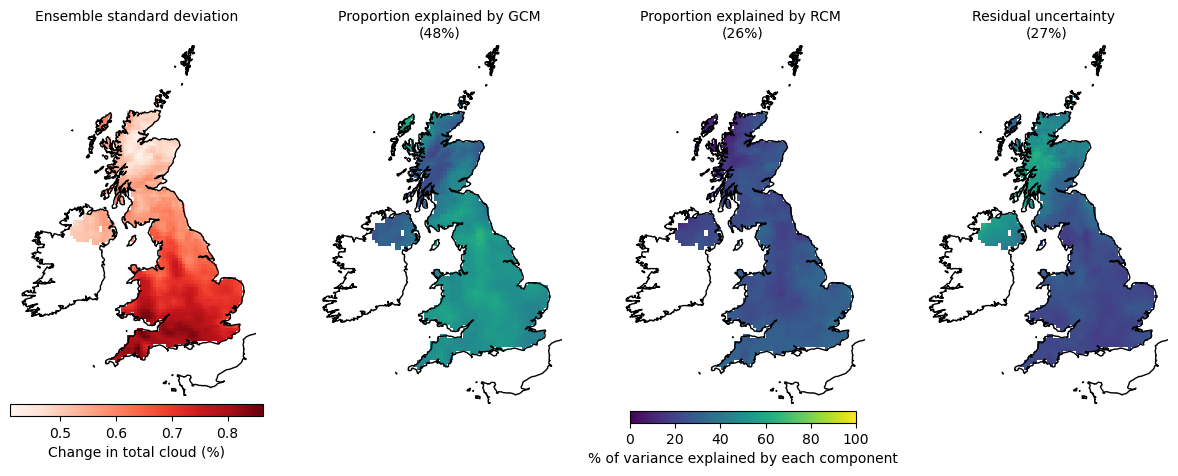 Ensemble standard deviation
Proportion explained by GCM
(48%)
Proportion explained by RCM
(26%)
Residual uncertainty
(27%)
0.5 0.6 0.7 0.8
Change in total cloud (%)
0 20 40 60 80 100
% of variance explained by each component